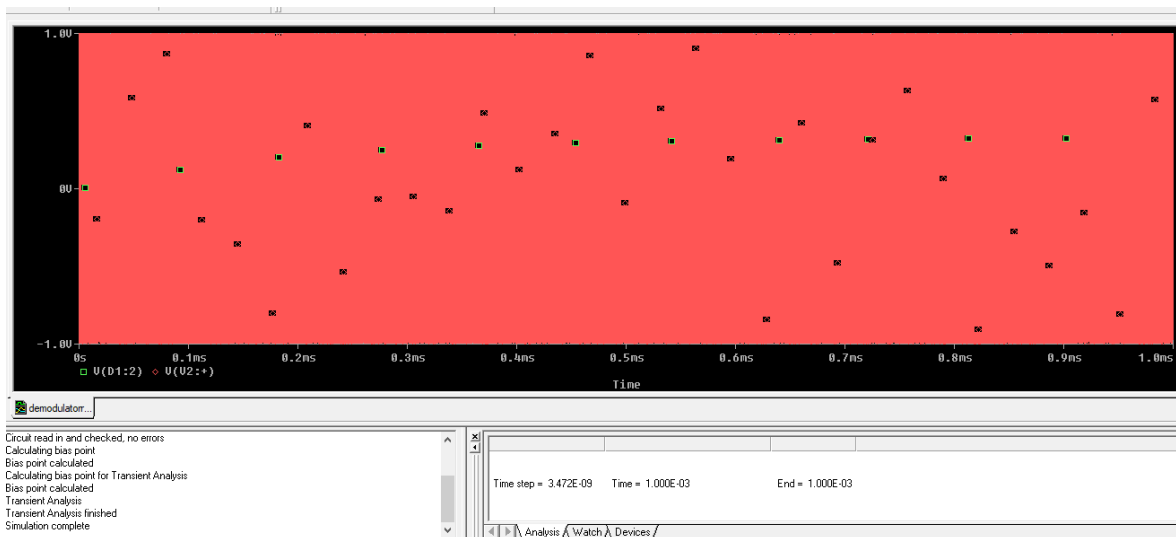 1.0V
0V
-1.0V
0s 0.1ms 0.2ms 0.3ms 0.4ms 0.5ms 0.6ms 0.7ms 0.8ms 0.9ms 1.0ms
V(D1:2) V(V2:+)
Time
demodulatorr...
Circuit read in and checked, no errors
Calculating bias point
Bias point calculated
Calculating bias point for Transient Analysis
Bias point calculated
Transient Analysis
Transient Analysis finished
Simulation complete
Time step = 3.472E-09 Time = 1.000E-03 End = 1.000E-03
Analysis Watch Devices